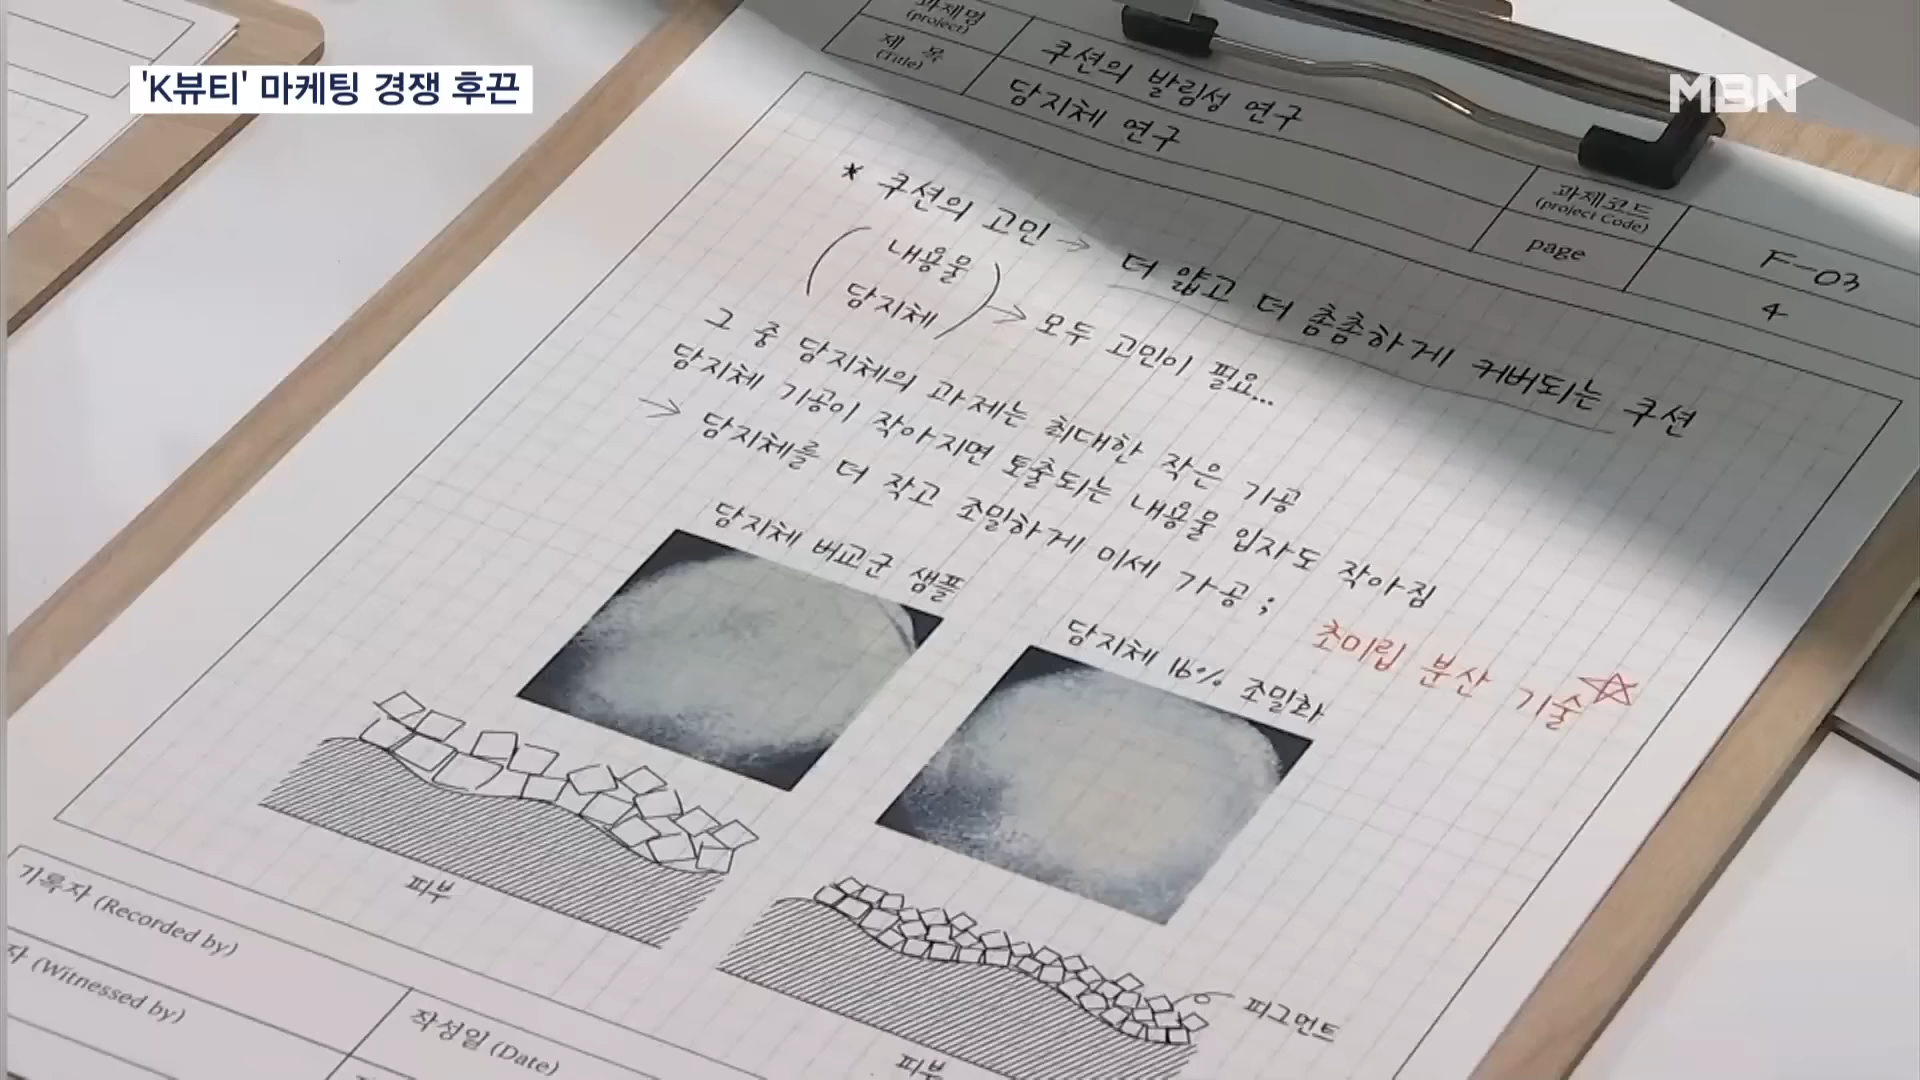 'K뷰티' 마케팅 경쟁 후끈
MBN
과제명
(project)
쿠션의 발림성 연구
제 목
(Title)
담지체 연구
과제코드
(project Code)
F-03
page
4
* 쿠션의 고민 → 더 얇고 더 촘촘하게 커버되는 쿠션
(내용물
담지체) → 모두 고민이 필요...
그 중 담지체의 과제는 최대한 작은 기공
담지체 기공이 작아지면 토출되는 내용물 입자도 작아짐
→ 담지체를 더 작고 조밀하게 미세 가공 ; 초미립 분산 기술☆
담지체 비교군 샘플
담지체 16% 조밀화
피부
피그먼트
피부
기록자 (Recorded by)
자 (Witnessed by)
작성일 (Date)